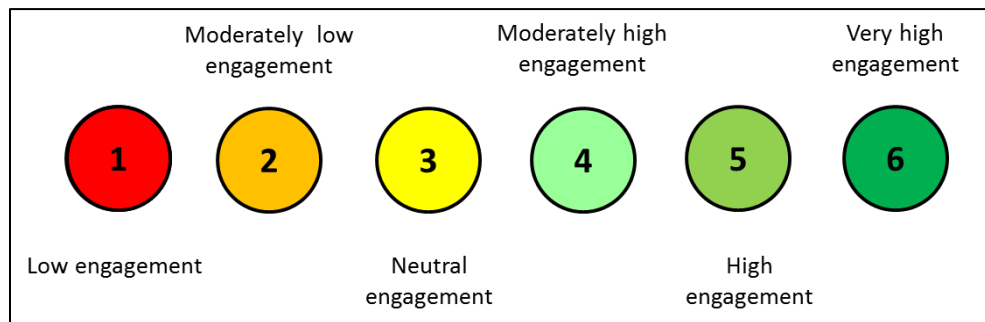 Moderately low
engagement
Moderately high
engagement
Very high
engagement
1
2
3
4
5
6
Low engagement
Neutral
engagement
High
engagement